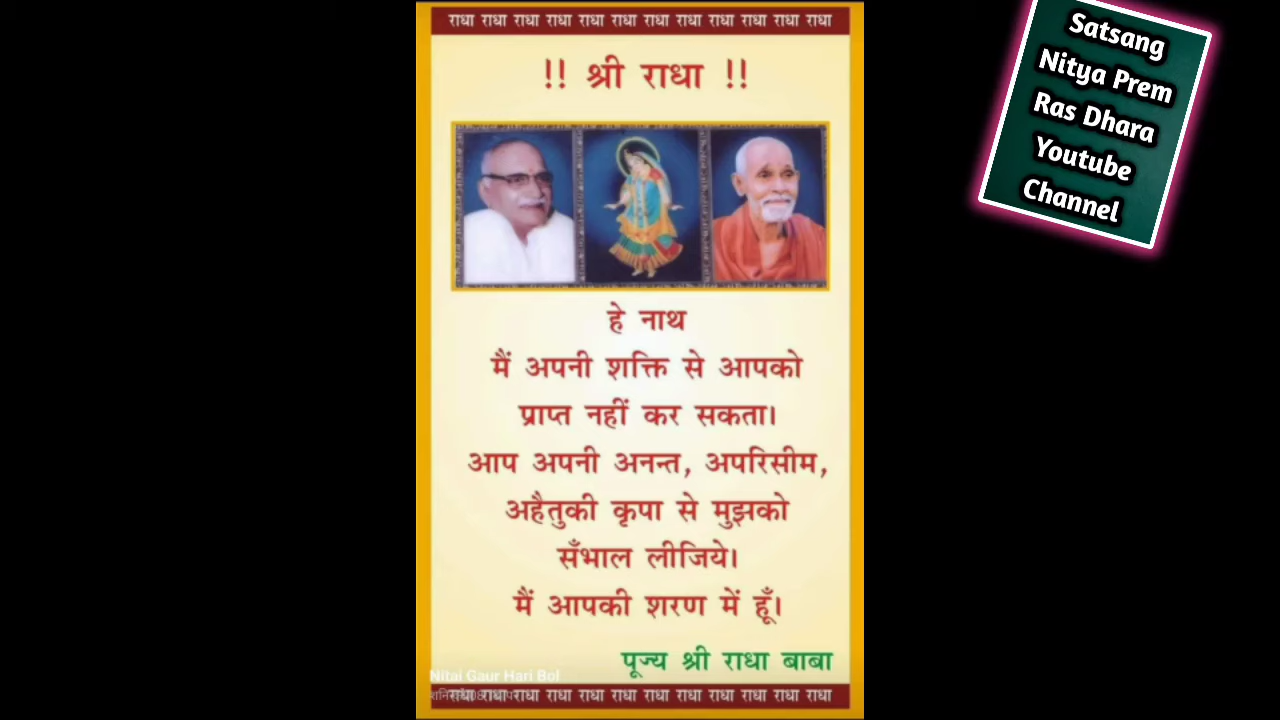 राधा राधा राधा राधा राधा राधा राधा राधा राधा राधा राधा राधा
!! श्री राधा !!
हे नाथ
मैं अपनी शक्ति से आपको
प्राप्त नहीं कर सकता।
आप अपनी अनन्त, अपरिसीम,
अहैतुकी कृपा से मुझको
सँभाल लीजिये।
मैं आपकी शरण में हूँ।
पूज्य श्री राधा बाबा
Nitai Gaur Hari Bol
राधा राधा राधा राधा राधा राधा राधा राधा राधा राधा राधा राधा
Satsang
Nitya Prem
Ras Dhara
Youtube
Channel